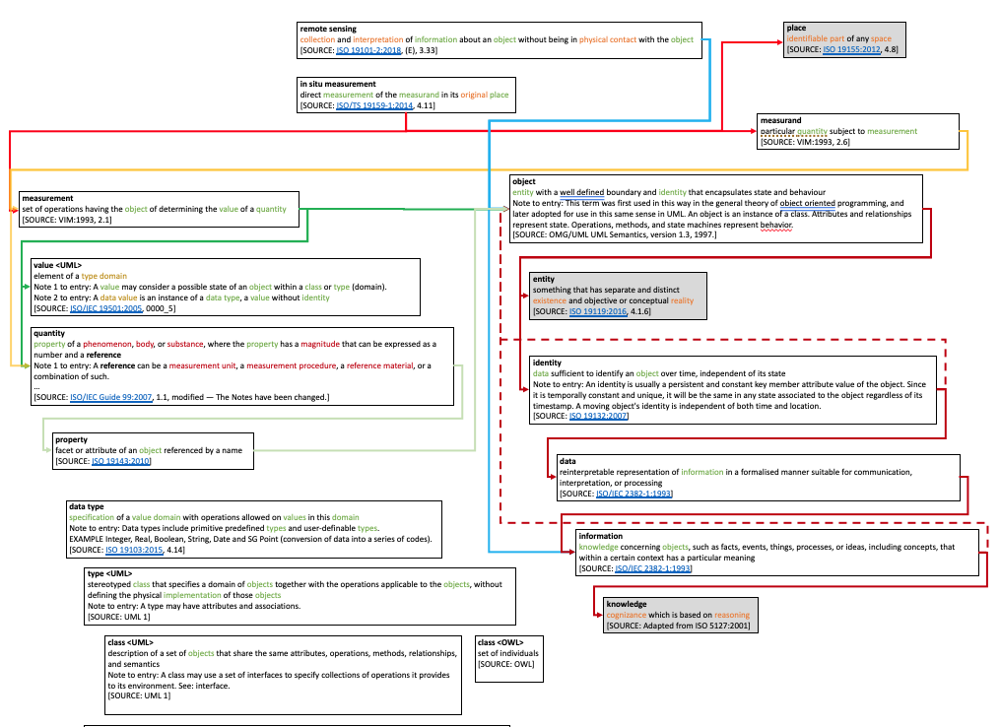 remote sensing
collection and interpretation of information about an object without being in physical contact with the object
[SOURCE: ISO 19101-2:2018, (E), 3.33]
place
identifiable part of any space
[SOURCE: ISO 19155:2012, 4.8]
in situ measurement
direct measurement of the measurand in its original place
[SOURCE: ISO/TS 19159-1:2014, 4.11]
measurand
particular quantity subject to measurement
[SOURCE: VIM:1993, 2.6]
measurement
set of operations having the object of determining the value of a quantity
[SOURCE: VIM:1993, 2.1]
object
entity with a well defined boundary and identity that encapsulates state and behaviour
Note to entry: This term was first used in this way in the general theory of object oriented programming, and
later adopted for use in this same sense in UML. An object is an instance of a class. Attributes and relationships
represent state. Operations, methods, and state machines represent behavior.
[SOURCE: OMG/UML UML Semantics, version 1.3, 1997.]
value <UML>
element of a type domain
Note 1 to entry: A value may consider a possible state of an object within a class or type (domain).
Note 2 to entry: A data value is an instance of a data type, a value without identity
[SOURCE: ISO/IEC 19501:2005, 0000_5]
entity
something that has separate and distinct
existence and objective or conceptual reality
[SOURCE: ISO 19119:2016, 4.1.6]
quantity
property of a phenomenon, body, or substance, where the property has a magnitude that can be expressed as a
number and a reference
Note 1 to entry: A reference can be a measurement unit, a measurement procedure, a reference material, or a
combination of such.
...
[SOURCE: ISO/IEC Guide 99:2007, 1.1, modified — The Notes have been changed.]
identity
data sufficient to identify an object over time, independent of its state
Note to entry: An identity is usually a persistent and constant key member attribute value of the object. Since
it is temporally constant and unique, it will be the same in any state associated to the object regardless of its
timestamp. A moving object's identity is independent of both time and location.
[SOURCE: ISO 19132:2007]
property
facet or attribute of an object referenced by a name
[SOURCE: ISO 19143:2010]
data
reinterpretable representation of information in a formalised manner suitable for communication,
interpretation, or processing
[SOURCE: ISO/IEC 2382-1:1993]
data type
specification of a value domain with operations allowed on values in this domain
Note to entry: Data types include primitive predefined types and user-definable types.
EXAMPLE Integer, Real, Boolean, String, Date and SG Point (conversion of data into a series of codes).
[SOURCE: ISO 19103:2015, 4.14]
information
knowledge concerning objects, such as facts, events, things, processes, or ideas, including concepts, that
within a certain context has a particular meaning
[SOURCE: ISO/IEC 2382-1:1993]
type <UML>
stereotyped class that specifies a domain of objects together with the operations applicable to the objects, without
defining the physical implementation of those objects
Note to entry: A type may have attributes and associations.
[SOURCE: UML 1]
knowledge
cognizance which is based on reasoning
[SOURCE: Adapted from ISO 5127:2001]
class <UML>
description of a set of objects that share the same attributes, operations, methods, relationships,
and semantics
Note to entry: A class may use a set of interfaces to specify collections of operations it provides
to its environment. See: interface.
[SOURCE: UML 1]
class <OWL>
set of individuals
[SOURCE: OWL]